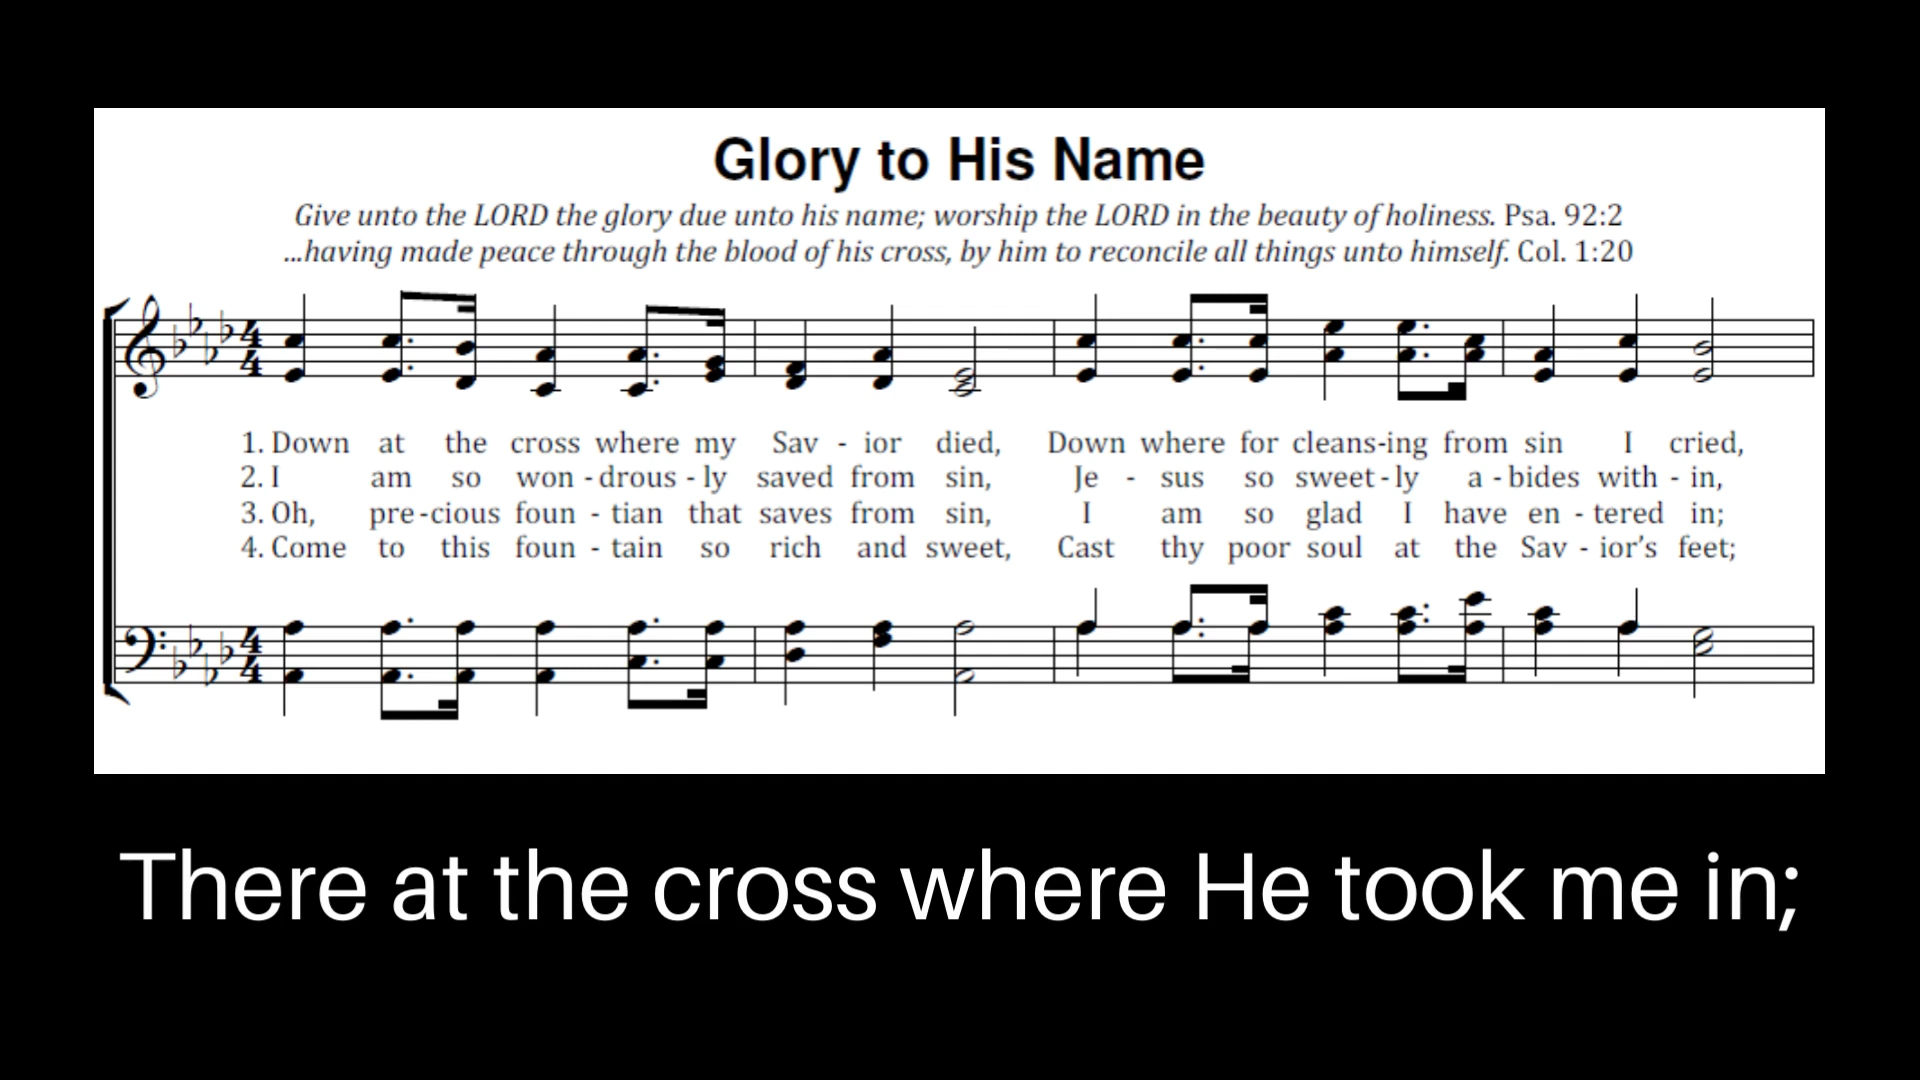 Glory to His Name
Give unto the LORD the glory due unto his name; worship the LORD in the beauty of holiness. Psa. 92:2
...having made peace through the blood of his cross, by him to reconcile all things unto himself. Col. 1:20
4
4
1. Down at the cross where my Sav - ior died, Down where for cleans-ing from sin I cried,
2. I am so won - drous - ly saved from sin, Je - sus so sweet - ly a - bides with - in,
3. Oh, pre - cious foun - tian that saves from sin, I am so glad I have en - tered in;
4. Come to this foun - tain so rich and sweet, Cast thy poor soul at the Sav - ior's feet;
4
4
There at the cross where He took me in;